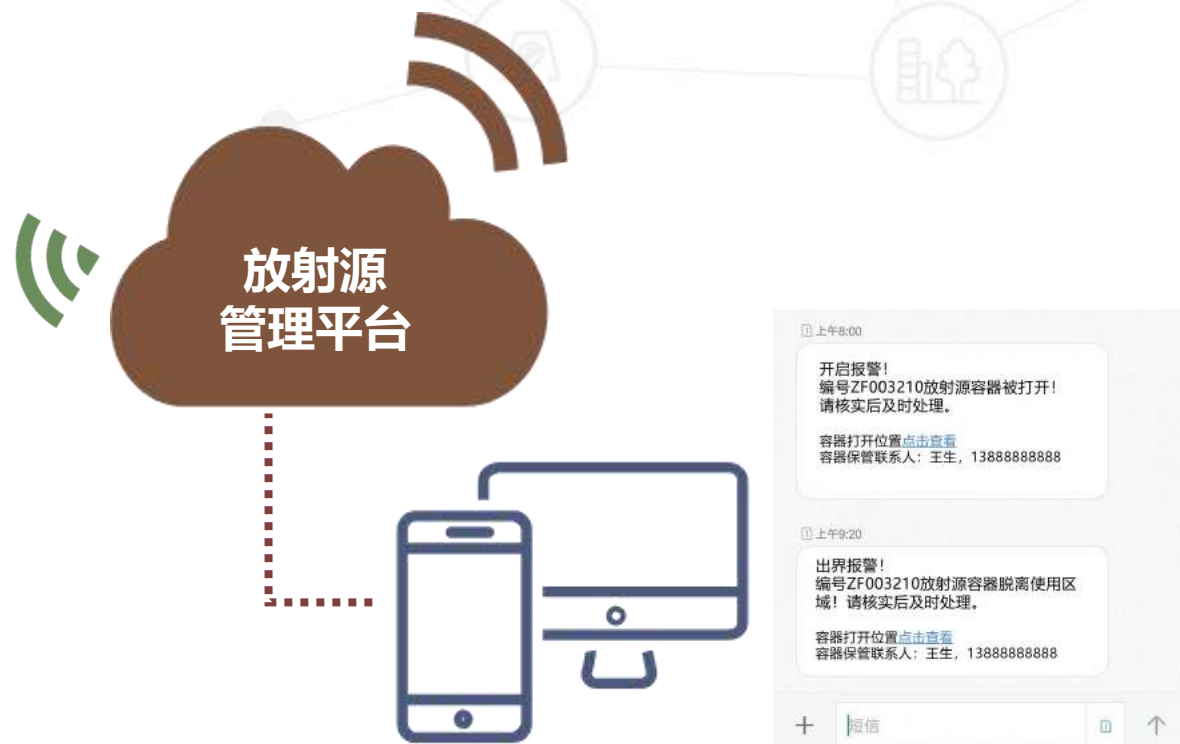 放射源
管理平台
上午8:00
开启报警！
编号ZF003210放射源容器被打开！
请核实后及时处理。
容器打开位置点击查看
容器保管联系人：王生，13888888888
上午9:20
出界报警！
编号ZF003210放射源容器脱离使用区
域！请核实后及时处理。
容器打开位置点击查看
容器保管联系人：王生，13888888888
短信